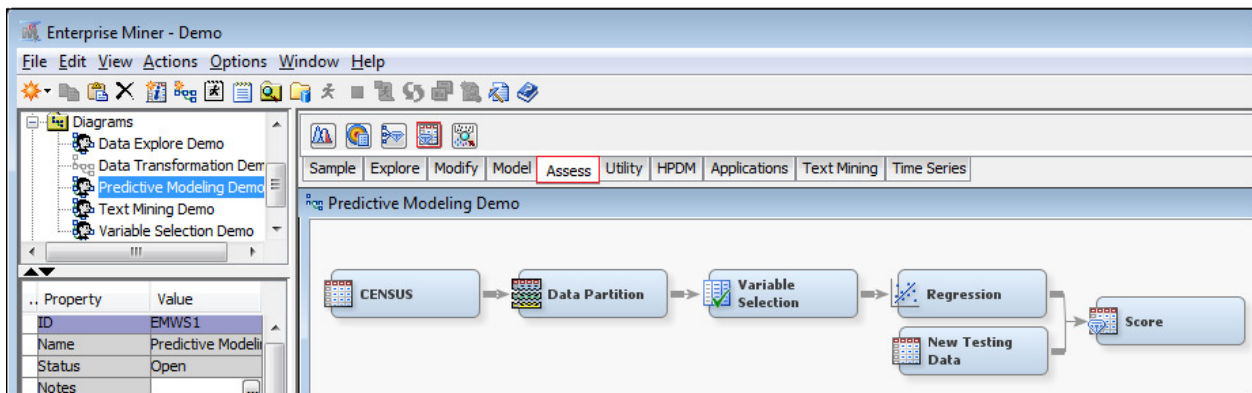 Enterprise Miner - Demo
File Edit View Actions Options Window Help
Diagrams
Data Explore Demo
Data Transformation Dem
Predictive Modeling Demo
Text Mining Demo
Variable Selection Demo
.. Property Value
ID EMWS1
Name Predictive Modeli
Status Open
Notes ...
Sample Explore Modify Model Assess Utility HPDM Applications Text Mining Time Series
Predictive Modeling Demo
CENSUS
Data Partition
Variable
Selection
Regression
New Testing
Data
Score